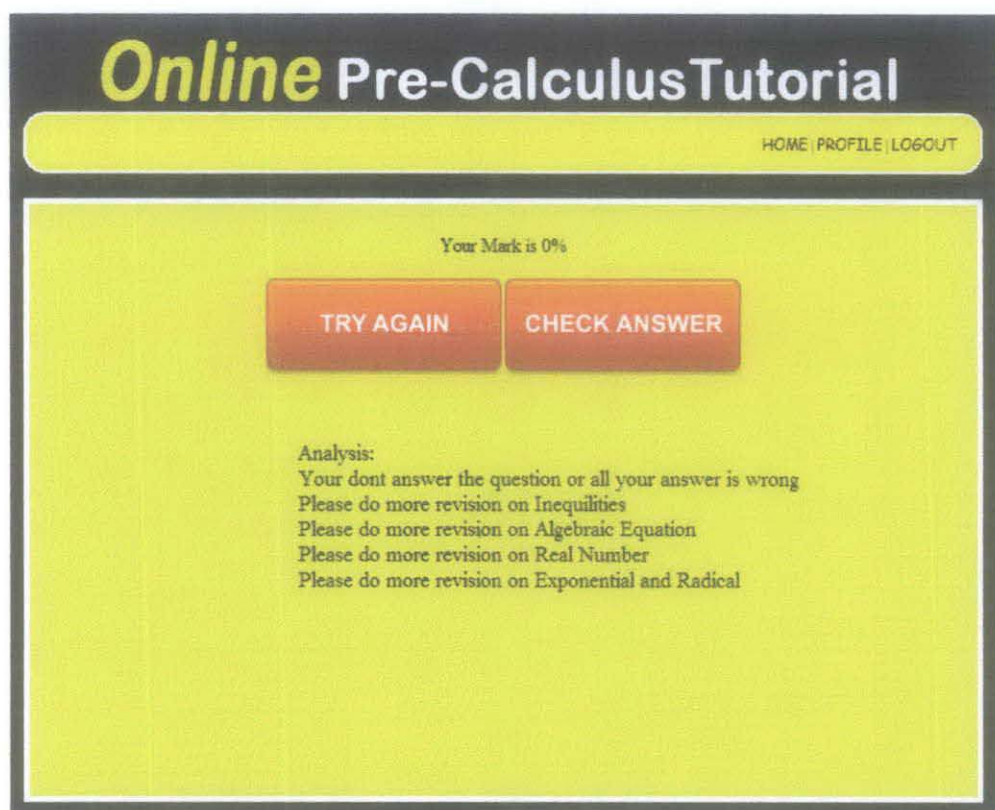 Online Pre-CalculusTutorial
HOME | PROFILE | LOGOUT
Your Mark is 0%
TRY AGAIN CHECK ANSWER
Analysis:
Your dont answer the question or all your answer is wrong
Please do more revision on Inequilities
Please do more revision on Algebraic Equation
Please do more revision on Real Number
Please do more revision on Exponential and Radical